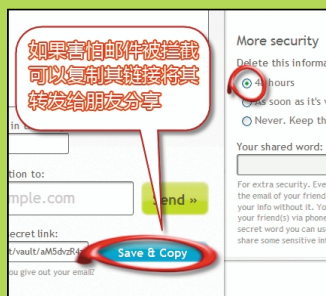 如果害怕邮件被拦截
可以复制其链接将其
转发给朋友分享
in t
tion to:
mple.com
end »
ecret link:
t/vault/aM5dvzR4
Save & Copy
you give out your email?
More security
Delete this informa
48 hours
As soon as it's v
Never. Keep th
Your shared word:
For extra security. Eve
the email of your friend
your info without it. Yo
your friend(s) via phone
secret word you can us
share some sensitive in